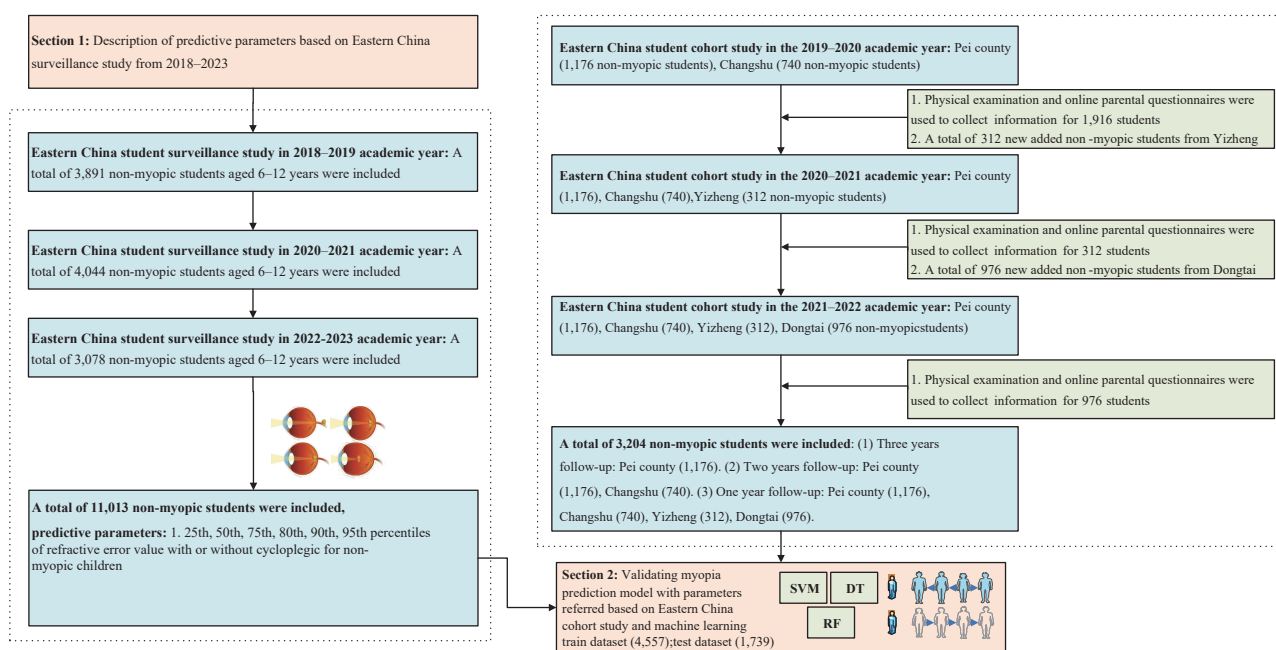 Section 1: Description of predictive parameters based on Eastern China
surveillance study from 2018–2023
Eastern China student surveillance study in 2018–2019 academic year: A
total of 3,891 non-myopic students aged 6–12 years were included
Eastern China student surveillance study in 2020–2021 academic year: A
total of 4,044 non-myopic students aged 6–12 years were included
Eastern China student surveillance study in 2022-2023 academic year: A
total of 3,078 non-myopic students aged 6–12 years were included
A total of 11,013 non-myopic students were included,
predictive parameters: 1. 25th, 50th, 75th, 80th, 90th, 95th percentiles
of refractive error value with or without cycloplegic for non-
myopic children
Eastern China student cohort study in the 2019–2020 academic year: Pei county
(1,176 non-myopic students), Changshu (740 non-myopic students)
1. Physical examination and online parental questionnaires were
used to collect information for 1,916 students
2. A total of 312 new added non -myopic students from Yizheng
Eastern China student cohort study in the 2020–2021 academic year: Pei county
(1,176), Changshu (740),Yizheng (312 non-myopic students)
1. Physical examination and online parental questionnaires were
used to collect information for 312 students
2. A total of 976 new added non -myopic students from Dongtai
Eastern China student cohort study in the 2021–2022 academic year: Pei county
(1,176), Changshu (740), Yizheng (312), Dongtai (976 non-myopicstudents)
1. Physical examination and online parental questionnaires were
used to collect information for 976 students
A total of 3,204 non-myopic students were included: (1) Three years
follow-up: Pei county (1,176). (2) Two years follow-up: Pei county
(1,176), Changshu (740). (3) One year follow-up: Pei county (1,176),
Changshu (740), Yizheng (312), Dongtai (976).
Section 2: Validating myopia
prediction model with parameters
referred based on Eastern China
cohort study and machine learning
train dataset (4,557);test dataset (1,739)
SVM
DT
RF